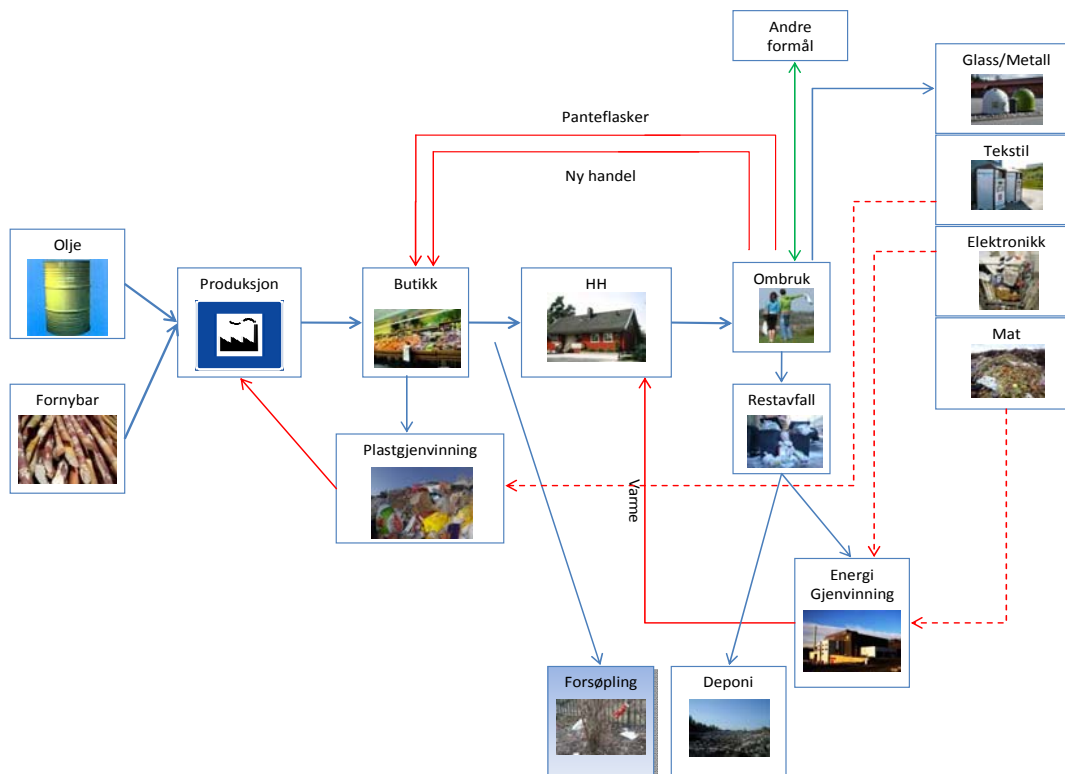 Andre
formål
Glass/Metall
Panteflasker
Tekstil
Ny handel
Olje
Elektronikk
Produksjon
Butikk
HH
Ombruk
Mat
Fornybar
Restavfall
Plastgjenvinning
Varme
Energi
Gjenvinning
Forsøpling
Deponi